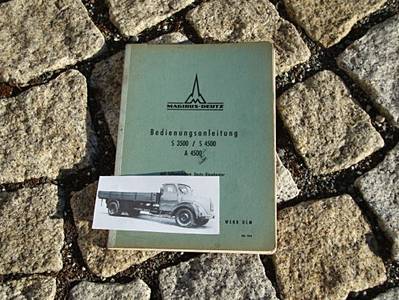 MAGIRUS-DEUTZ
Bedienungsanleitung
S 3500 / S 4500
A 4500
WERK ULM